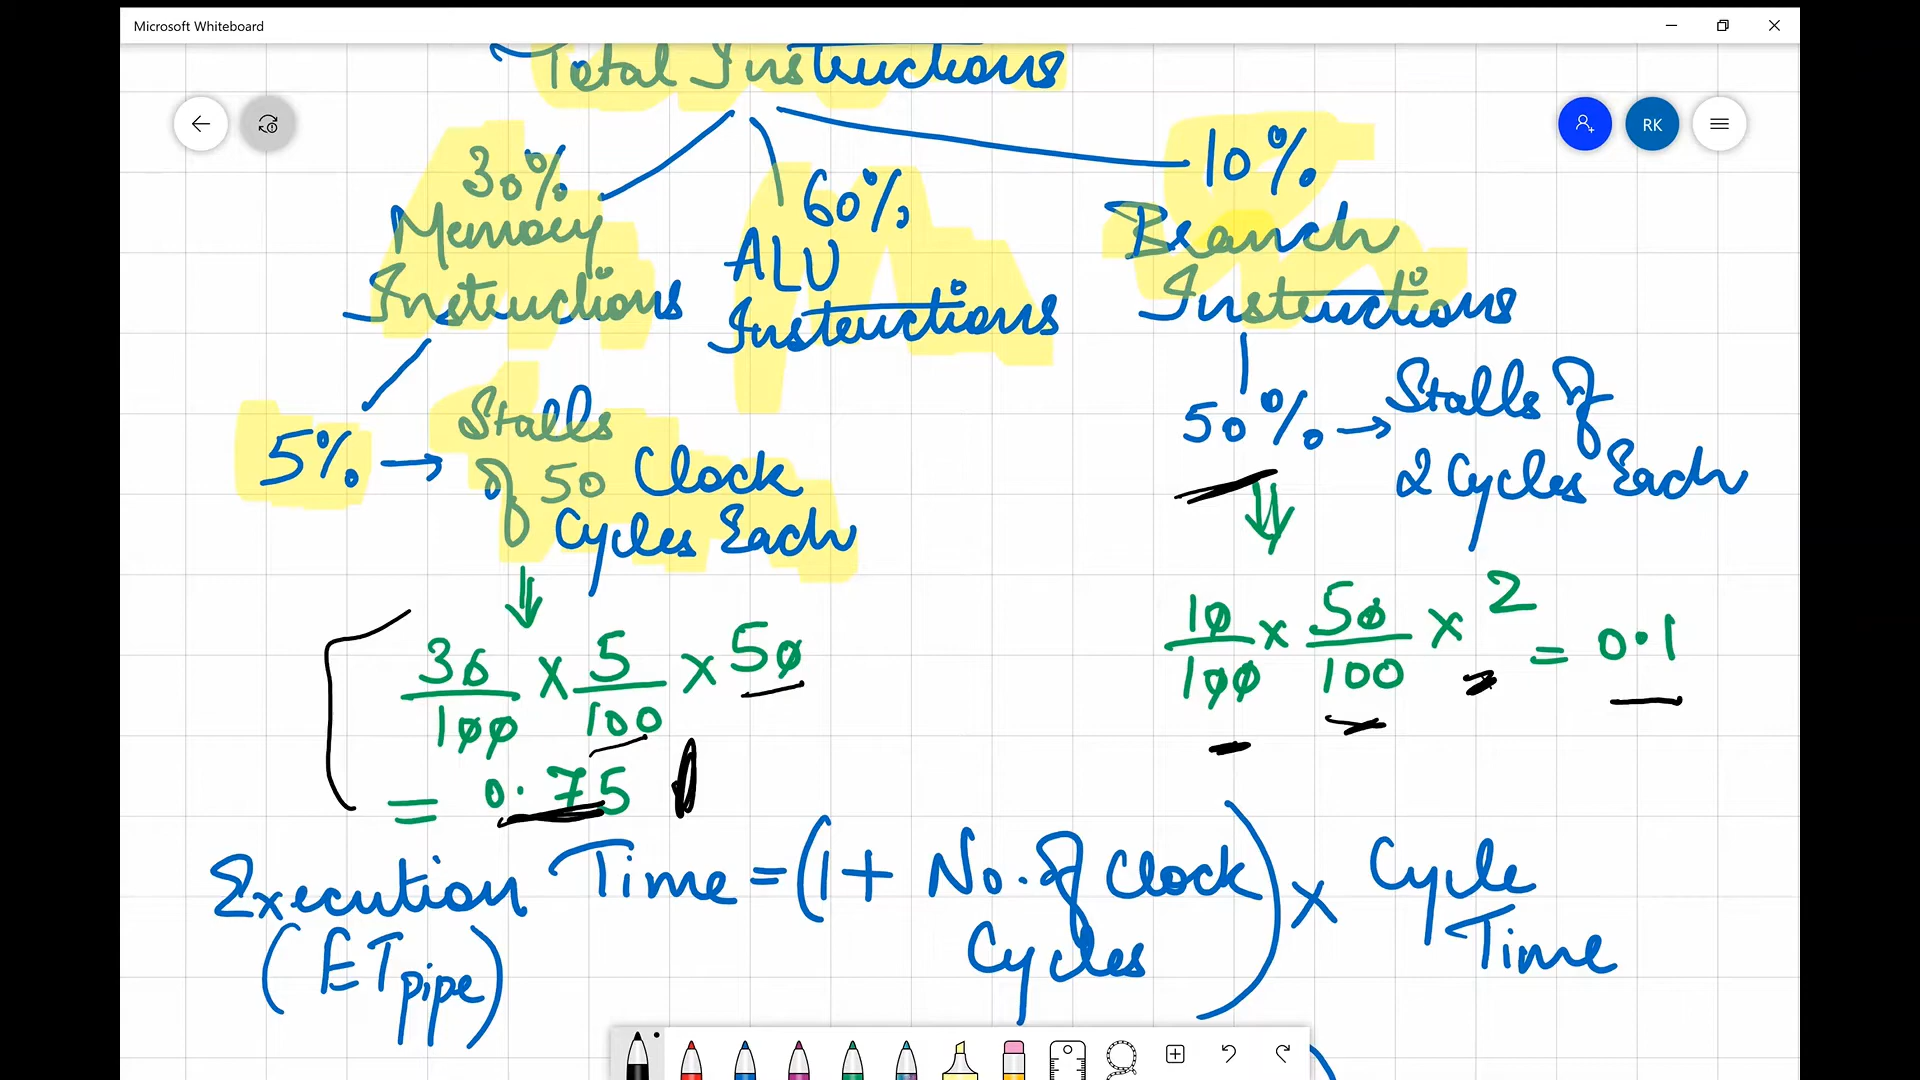 Microsoft Whiteboard
Total Instructions
RK
30%
Memory
Instructions
60%
ALU
Instructions
10%
Branch
Instructions
5% → Stalls
of 50 Clock
Cycles Each
50% → Stalls of
2 Cycles Each
30/100 × 5/100 × 50
= 0.75
10/100 × 50/100 × 2 = 0.1
Execution Time = (1 + No. of Clock Cycles) × Cycle Time
(ETpipe)